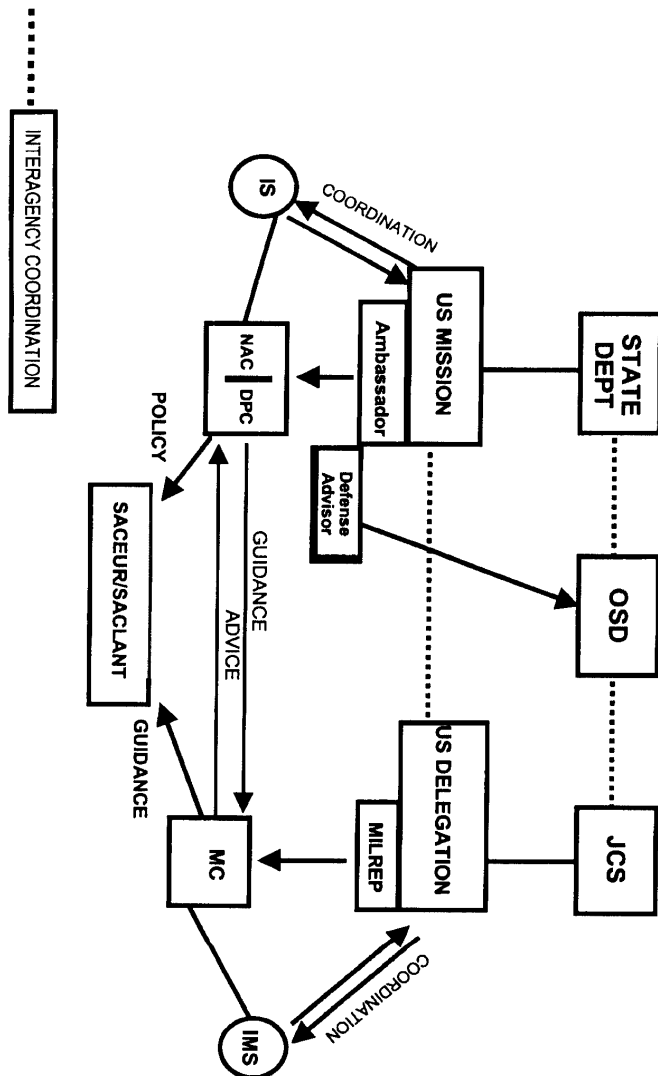 STATE
DEPT
OSD
JCS
US MISSION
US DELEGATION
Ambassador
MILREP
Defense
Advisor
COORDINATION
COORDINATION
IS
IMS
NAC
DPC
GUIDANCE
ADVICE
MC
POLICY
GUIDANCE
SACEUR/SACLANT
INTERAGENCY COORDINATION